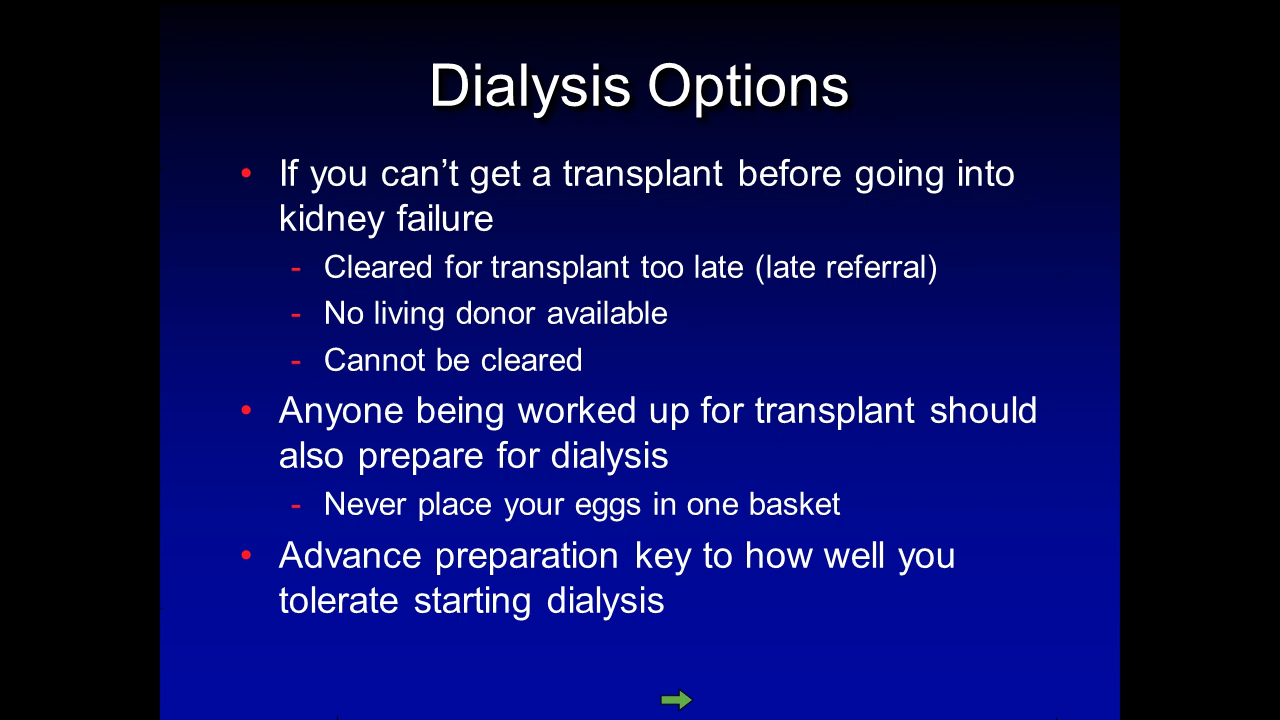 Dialysis Options
• If you can’t get a transplant before going into
kidney failure
- Cleared for transplant too late (late referral)
- No living donor available
- Cannot be cleared
• Anyone being worked up for transplant should
also prepare for dialysis
- Never place your eggs in one basket
• Advance preparation key to how well you
tolerate starting dialysis